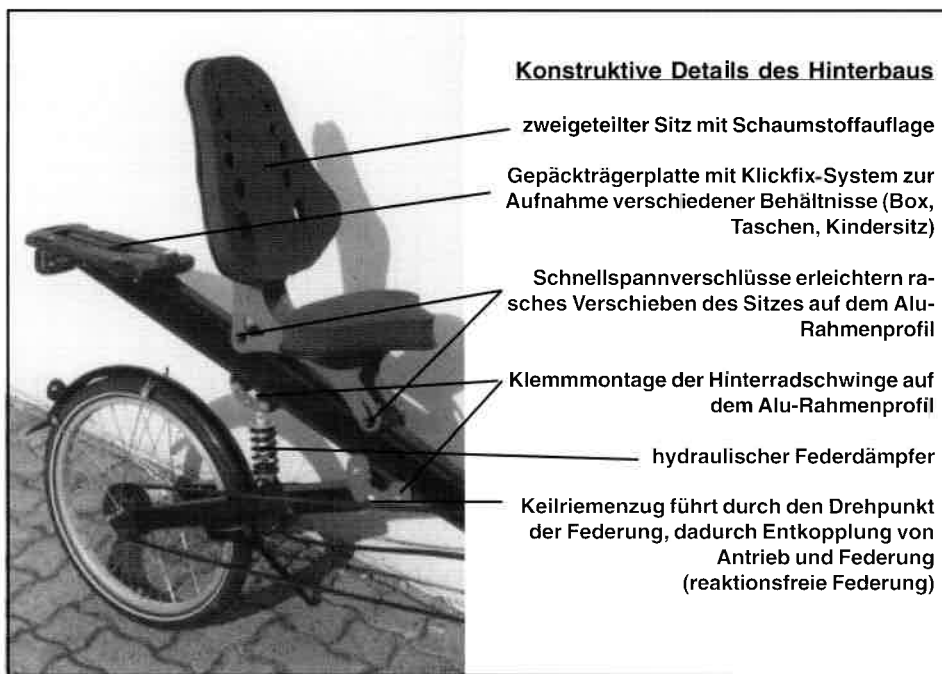 Konstruktive Details des Hinterbaus
zweigeteilter Sitz mit Schaumstoffauflage
Gepäckträgerplatte mit Klickfix-System zur
Aufnahme verschiedener Behältnisse (Box,
Taschen, Kindersitz)
Schnellspannverschlüsse erleichtern ra-
sches Verschieben des Sitzes auf dem Alu-
Rahmenprofil
Klemmmontage der Hinterradschwinge auf
dem Alu-Rahmenprofil
hydraulischer Federdämpfer
Keilriemenzug führt durch den Drehpunkt
der Federung, dadurch Entkopplung von
Antrieb und Federung
(reaktionsfreie Federung)